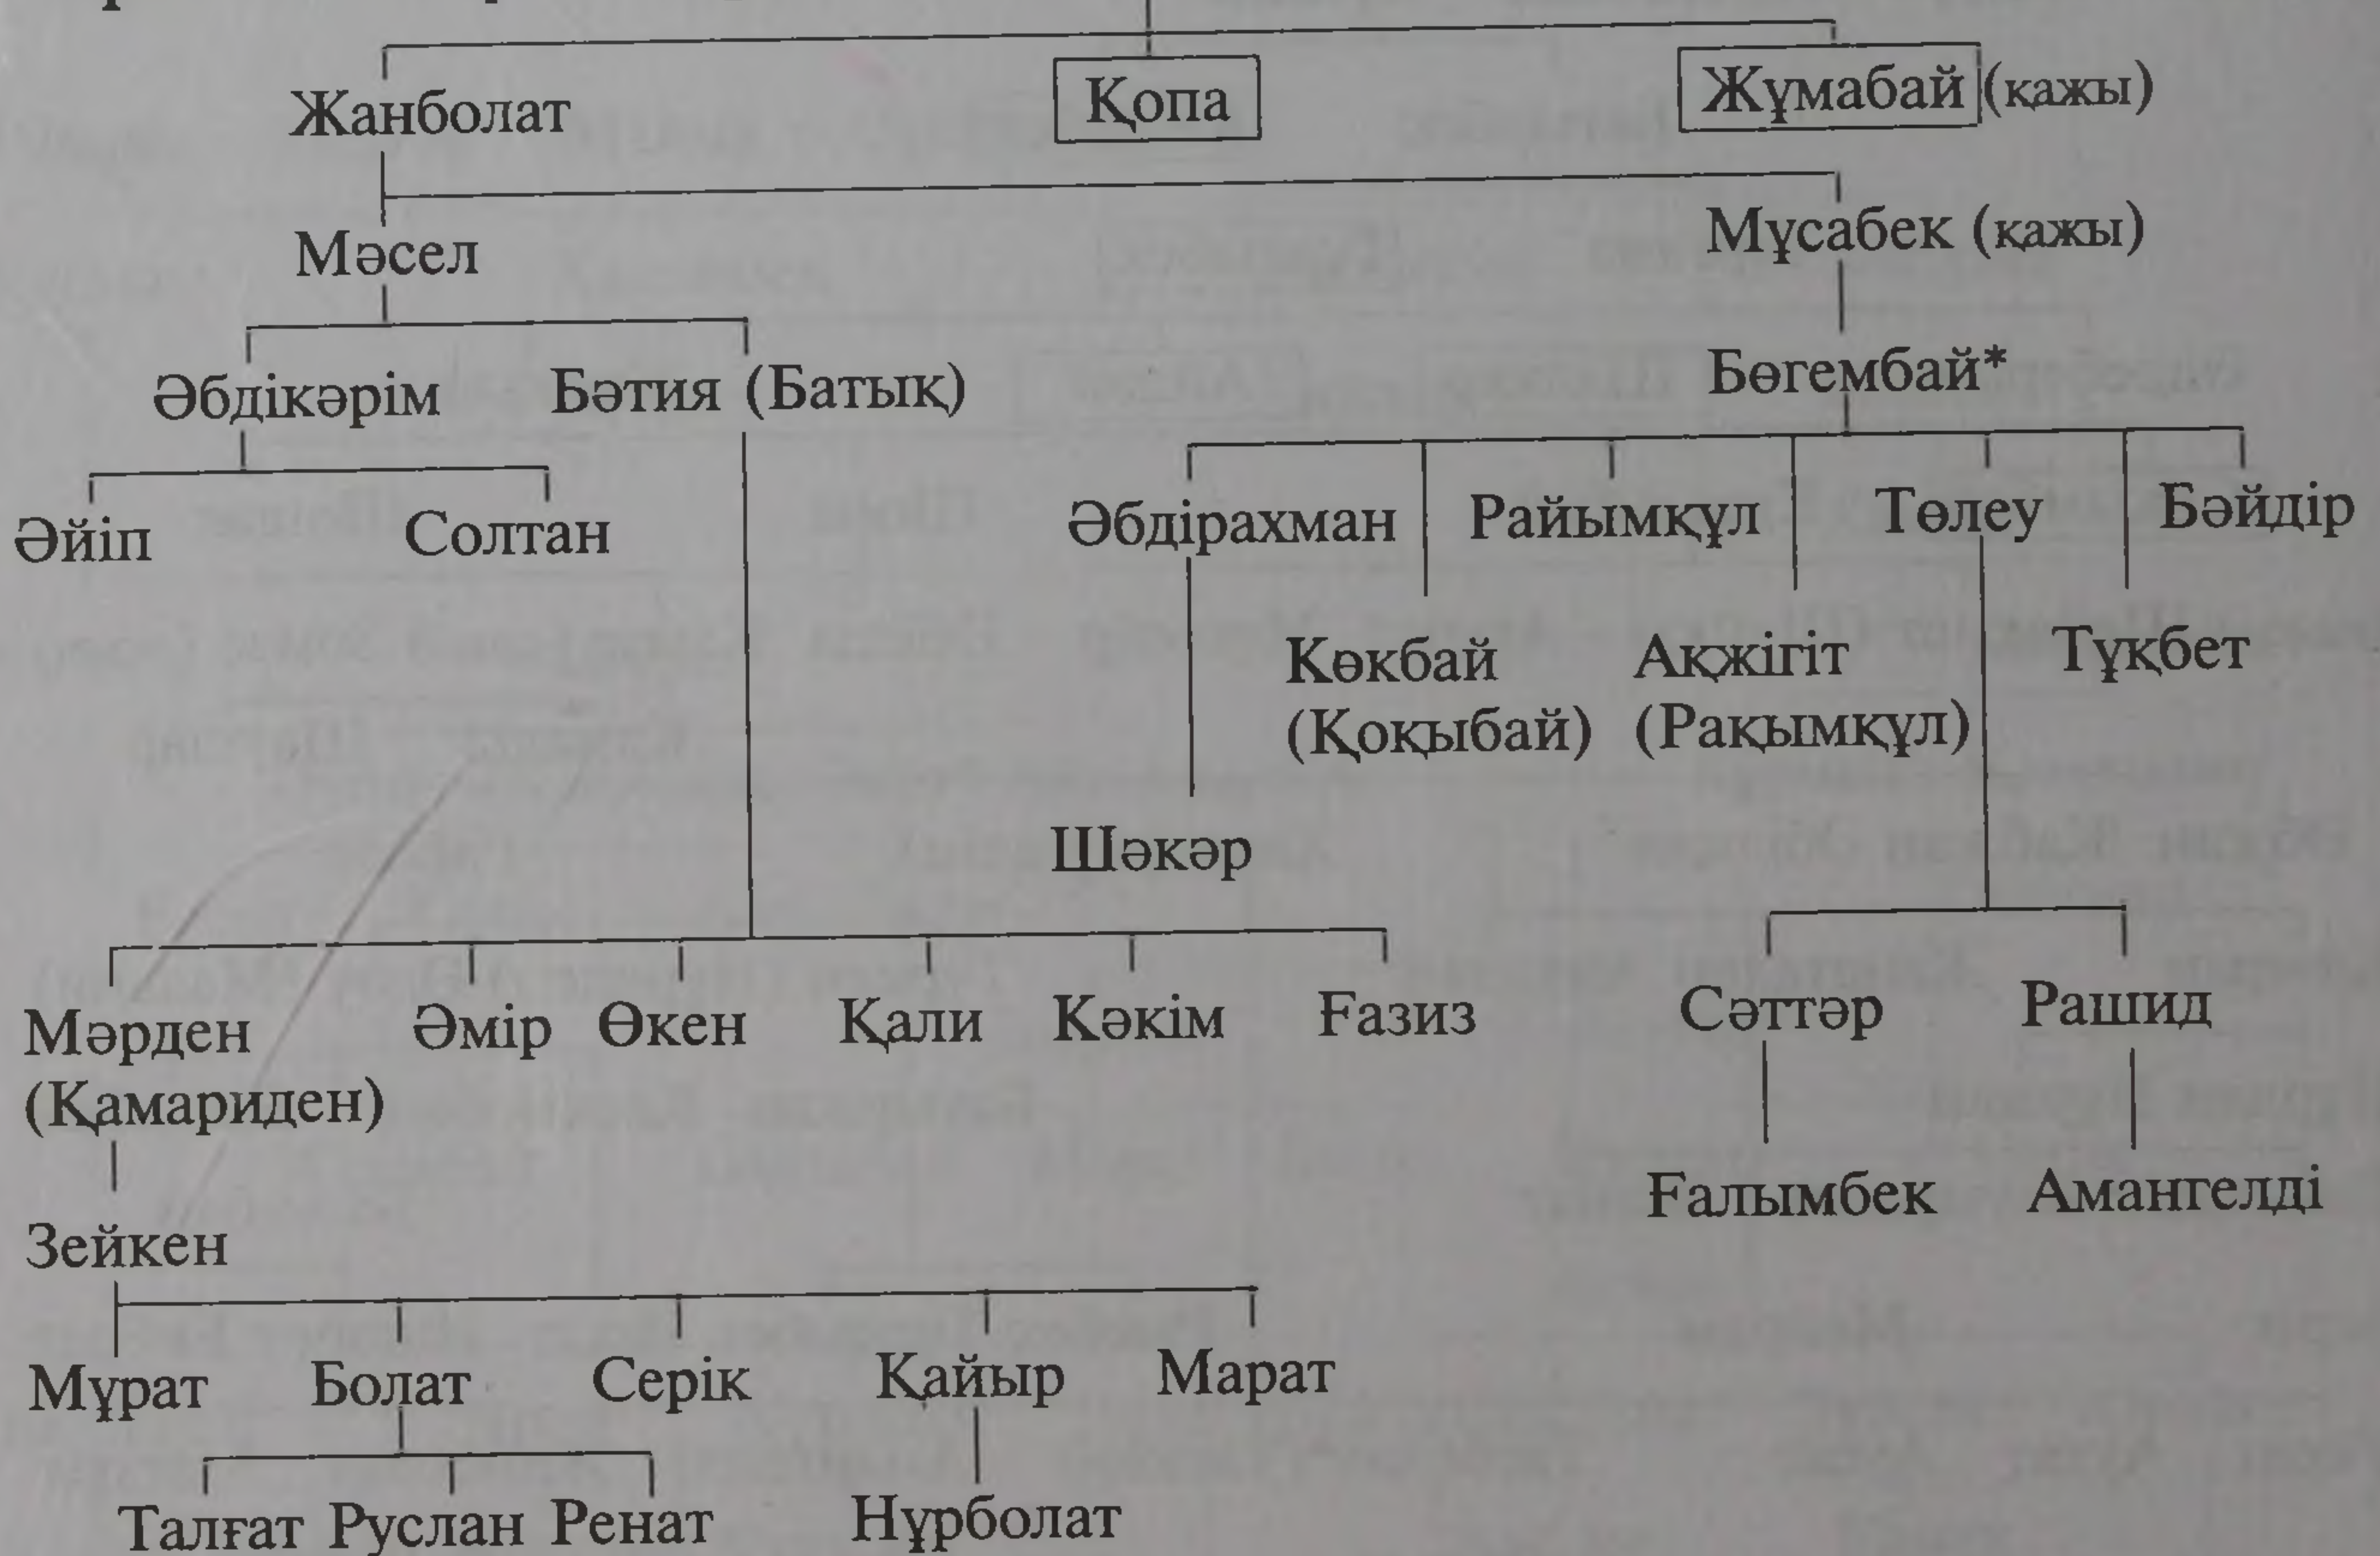 Жанболат Қопа Жұмабай (қажы)
Мәсел Мұсабек (қажы)
Әбдікәрім Бәтия (Батық) Бөгембай*
Әйіп Солтан Әбдірахман Райымқұл Төлеу Бәйдір
Көкбай Ақжігіт Тұқбет
(Қоқыбай) (Рақымқұл)
Шәкәр
Мәрден Әмір Өкен Қали Кәкім Ғазиз Сәттәр Рашид
(Қамариден)
Ғалымбек Амангелді
Зейкен
Мұрат Болат Серік Қайыр Марат
Талғат Руслан Ренат Нұрболат